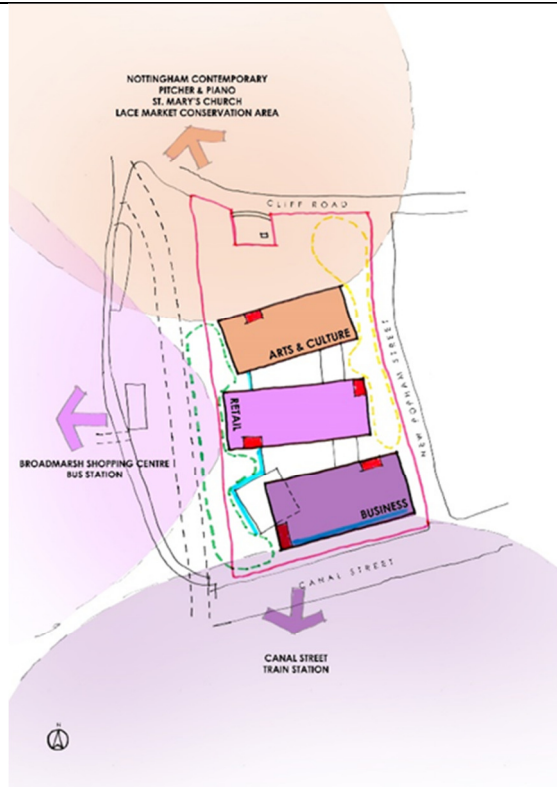 NOTTINGHAM CONTEMPORARY
PITCHER & PIANO
ST. MARY'S CHURCH
LACE MARKET CONSERVATION AREA
CLIFF ROAD
ARTS & CULTURE
NEW POPHAM STREET
RETAIL
BROADMARSH SHOPPING CENTRE
BUS STATION
BUSINESS
CANAL STREET
CANAL STREET
TRAIN STATION
N